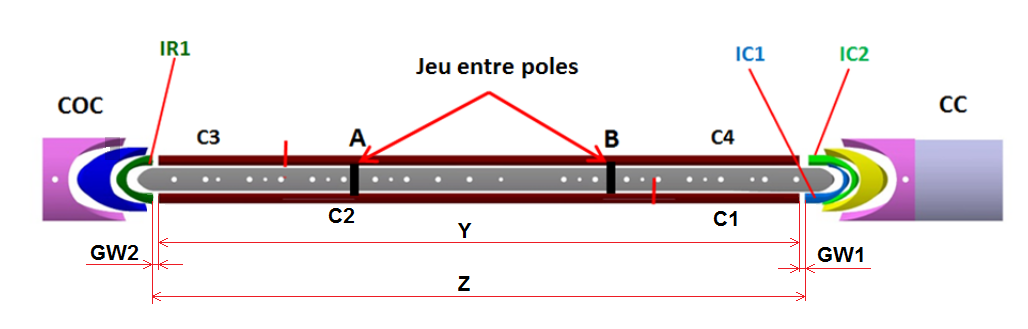 IR1
IC1
IC2
Jeu entre poles
COC
CC
C3
A
B
C4
C2
C1
Y
GW2
GW1
Z